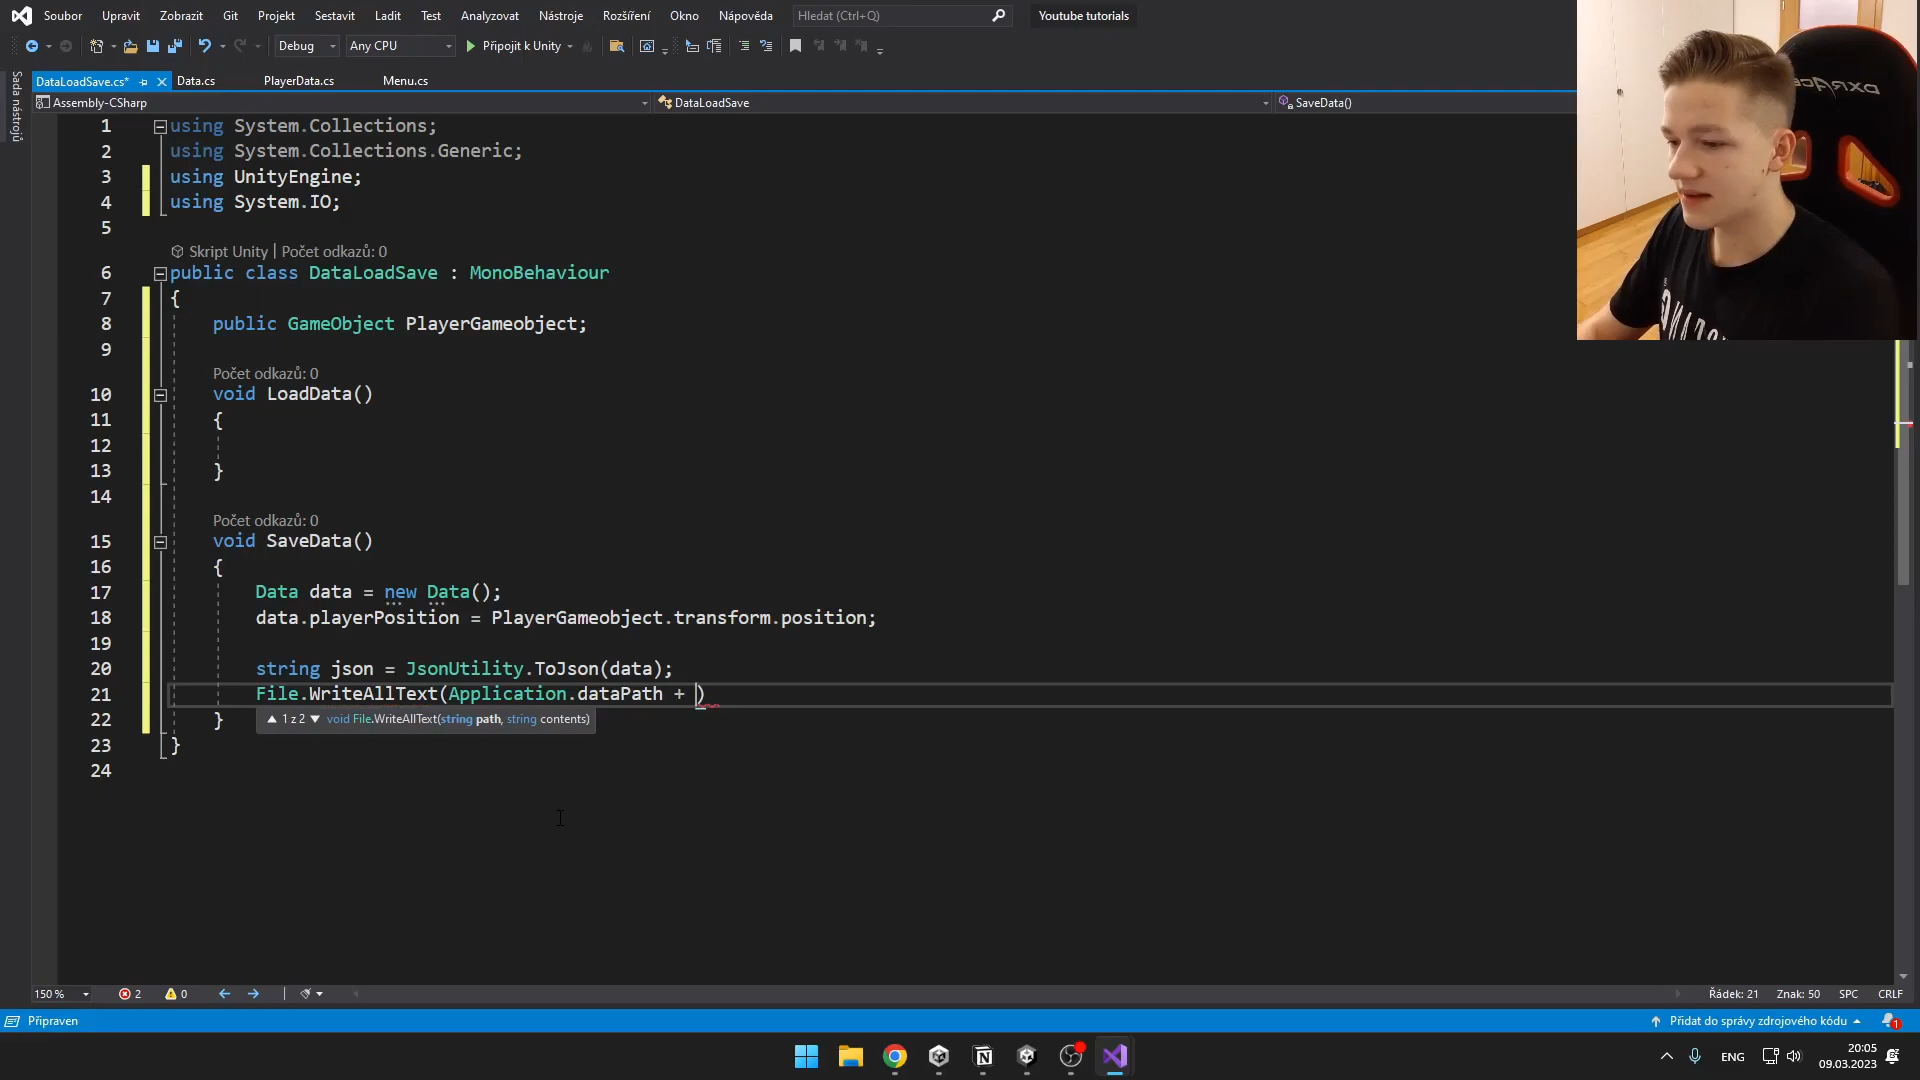 Soubor Upravit Zobrazit Git Projekt Sestavit Ladit Test Analyzovat Nástroje Rozšíření Okno Nápověda Hledat (Ctrl+Q) Youtube tutorials
Debug Any CPU Připojit k Unity
Sada nástrojů
DataLoadSave.cs* Data.cs PlayerData.cs Menu.cs
Assembly-CSharp DataLoadSave SaveData()
1 using System.Collections;
2 using System.Collections.Generic;
3 using UnityEngine;
4 using System.IO;
5
Skript Unity | Počet odkazů: 0
6 public class DataLoadSave : MonoBehaviour
7 {
8 public GameObject PlayerGameobject;
9
Počet odkazů: 0
10 void LoadData()
11 {
12
13 }
14
Počet odkazů: 0
15 void SaveData()
16 {
17 Data data = new Data();
18 data.playerPosition = PlayerGameobject.transform.position;
19
20 string json = JsonUtility.ToJson(data);
21 File.WriteAllText(Application.dataPath + )
▲ 1 z 2 ▼ void File.WriteAllText(string path, string contents)
22 }
23 }
24
DXRACER
150 % 2 0 Řádek: 21 Znak: 50 SPC CRLF
Připraven Přidat do správy zdrojového kódu 1
ENG 20:05
09.03.2023